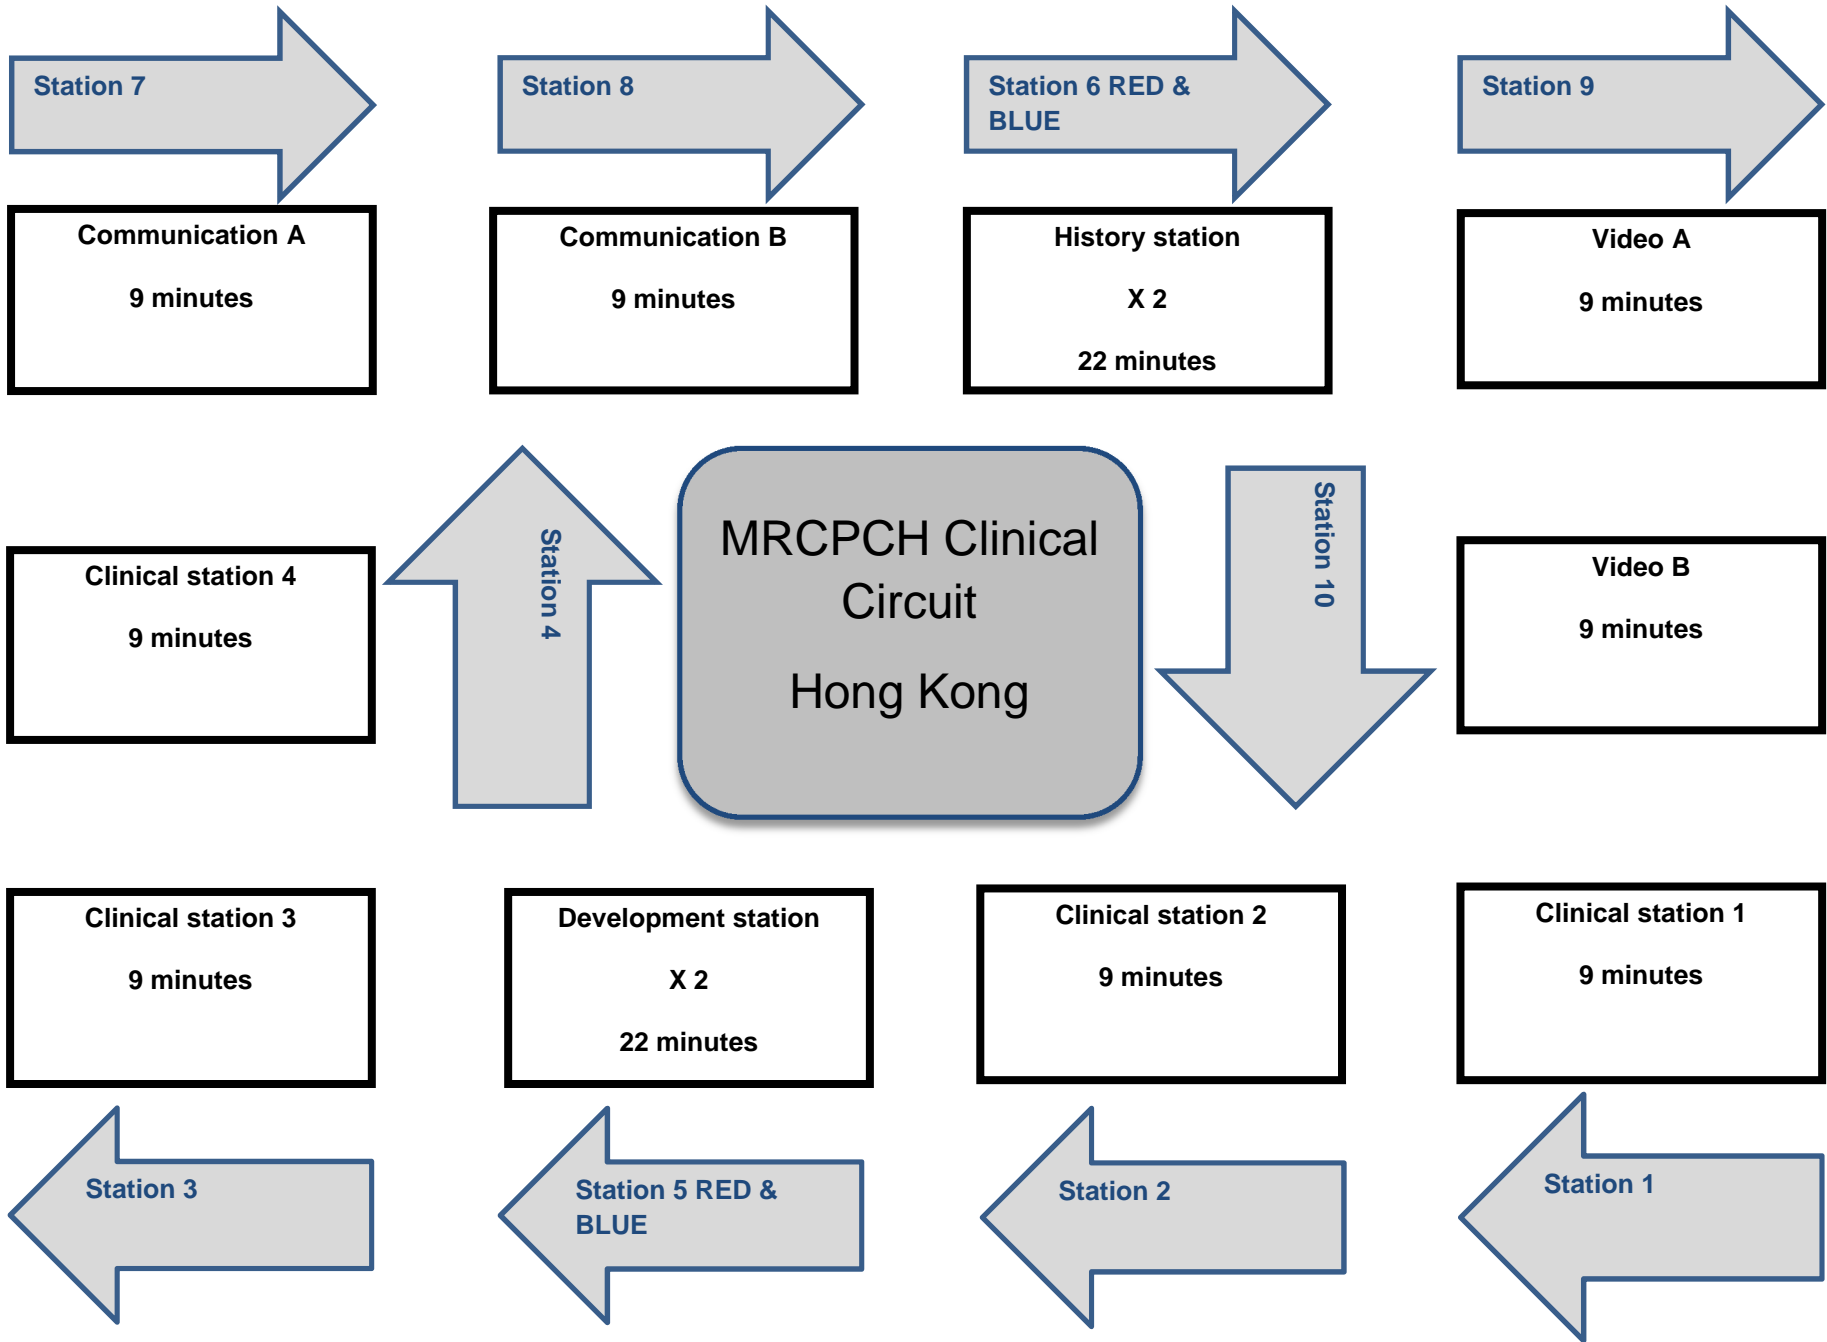 Station 7
Station 8
Station 6 RED &
BLUE
Station 9
Communication A
9 minutes
Communication B
9 minutes
History station
X 2
22 minutes
Video A
9 minutes
Clinical station 4
9 minutes
Station 4
MRCPCH Clinical
Circuit
Hong Kong
Station 10
Video B
9 minutes
Clinical station 3
9 minutes
Development station
X 2
22 minutes
Clinical station 2
9 minutes
Clinical station 1
9 minutes
Station 3
Station 5 RED &
BLUE
Station 2
Station 1